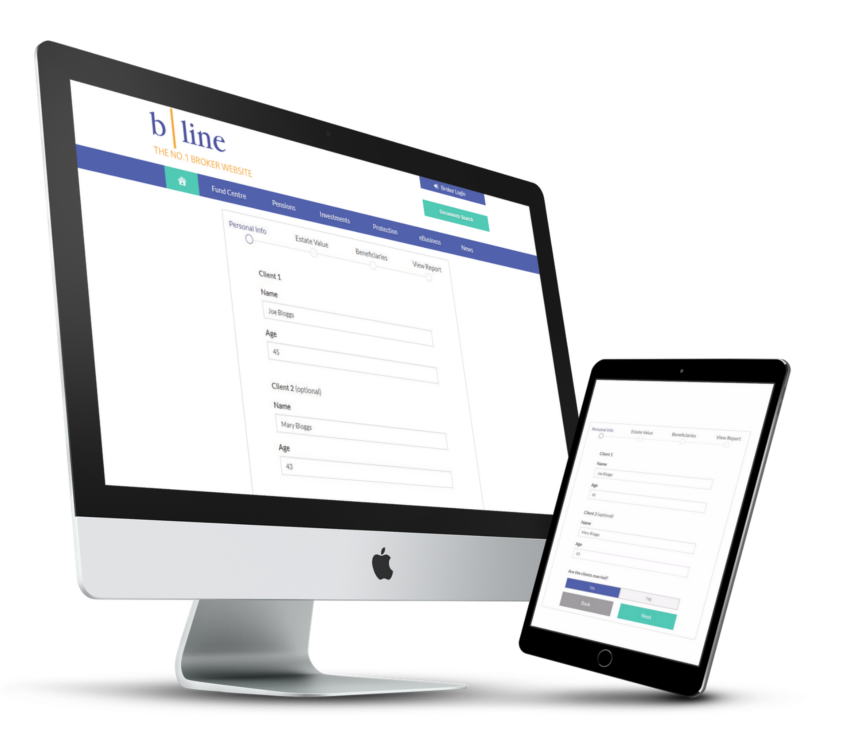 b|line
THE NO.1 BROKER WEBSITE
Broker Login
Document Search
Fund Centre Pensions Investments Protection eBusiness News
Personal Info Estate Value Beneficiaries View Report
Client 1
Name
Joe Bloggs
Age
45
Client 2 (optional)
Name
Mary Bloggs
Age
43
Personal Info Estate Value Beneficiaries View Report
Client 1
Name
Joe Bloggs
Age
45
Client 2 (optional)
Name
Mary Bloggs
Age
43
Are the clients married?
Back Next